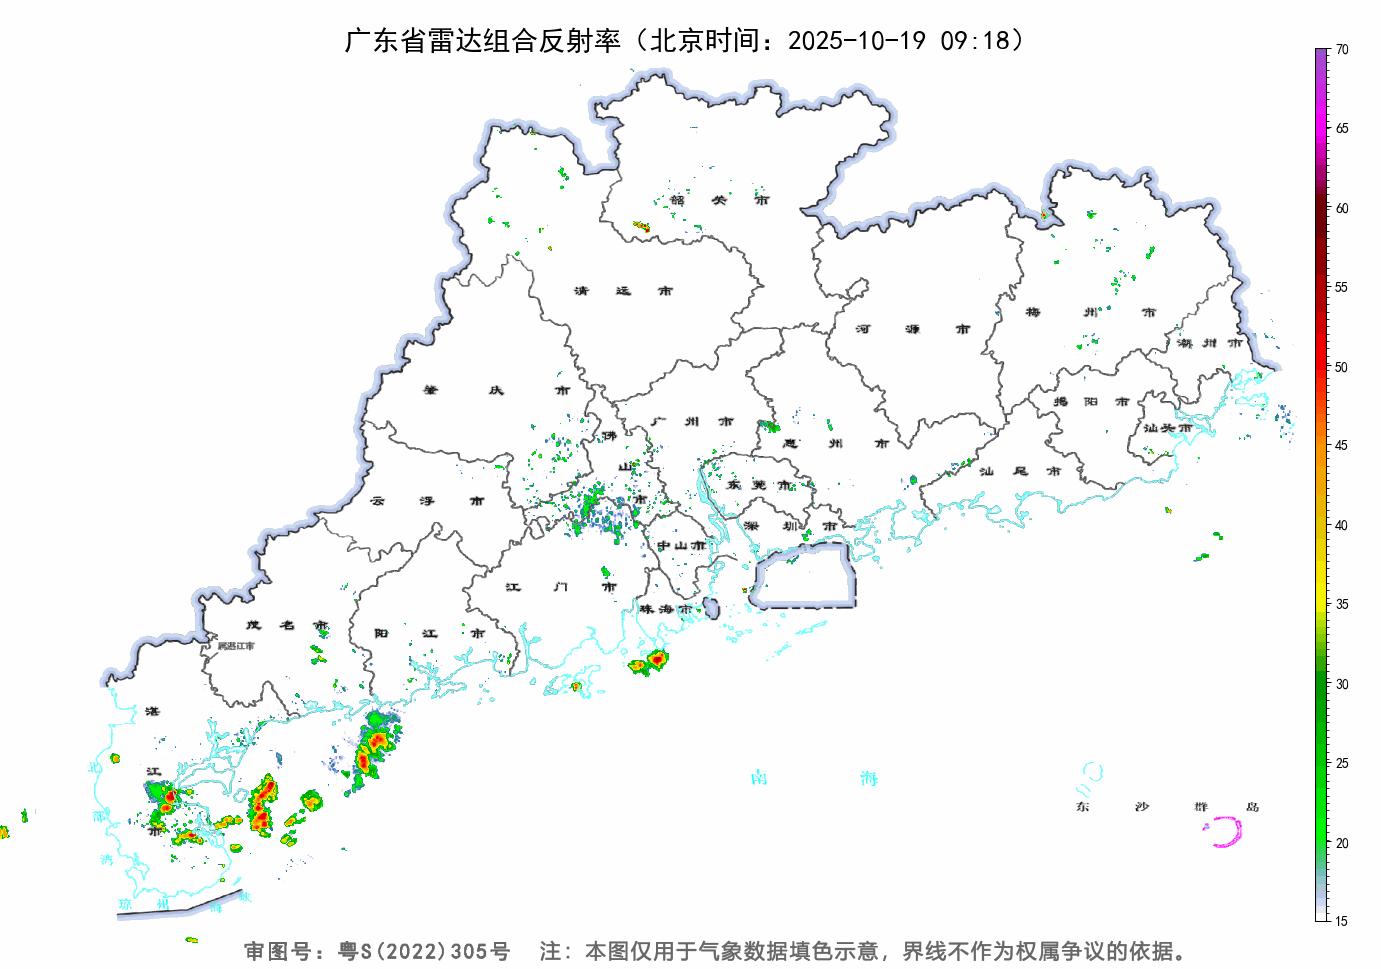 广东省雷达组合反射率（北京时间：2025-10-19 09:18）
70
65
60
55
50
45
40
35
30
25
20
15
韶关市
清远市
河源市
梅州市
潮州市
肇庆市
揭阳市
广州市
佛山市
惠州市
汕头市
云浮市
东莞市
汕尾市
深圳市
中山市
江门市
珠海市
茂名市
阳江市
属湛江市
湛江市
北部湾
南海
东沙群岛
琼州海峡
审图号：粤S(2022)305号 注：本图仅用于气象数据填色示意，界线不作为权属争议的依据。